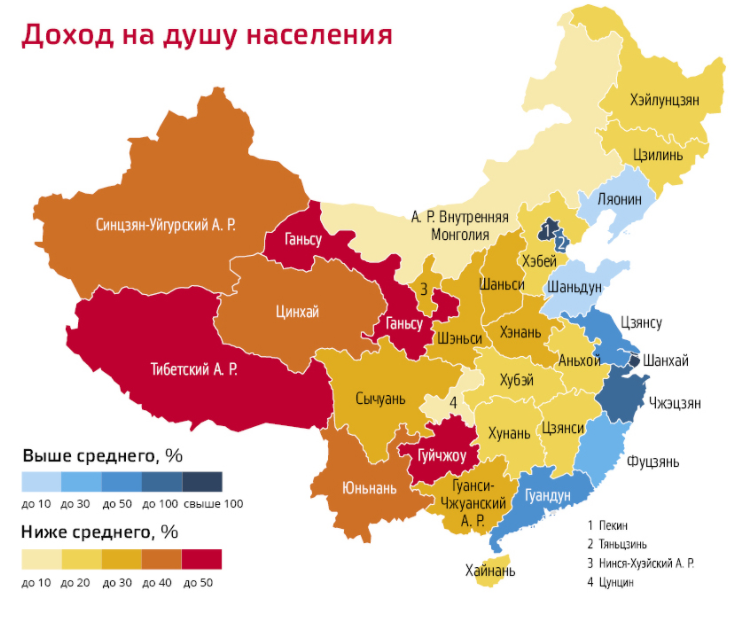 Доход на душу населения
Хэйлунцзян
Цзилинь
Ляонин
А. Р. Внутренняя
Монголия
Синцзян-Уйгурский А. Р.
Ганьсу
1
2
Хэбей
3
Шаньси
Шаньдун
Цинхай
Ганьсу
Шэньси
Хэнань
Цзянсу
Аньхой
Шанхай
Тибетский А. Р.
Сычуань
4
Хубэй
Чжэцзян
Хунань
Цзянси
Гуйчжоу
Фуцзянь
Юньнань
Гуанси-
Чжуанский
А. Р.
Гуандун
Хайнань
Выше среднего, %
до 10 до 30 до 50 до 100 свыше 100
Ниже среднего, %
до 10 до 20 до 30 до 40 до 50
1 Пекин
2 Тяньцзинь
3 Нинся-Хуэйский А. Р.
4 Цунцин